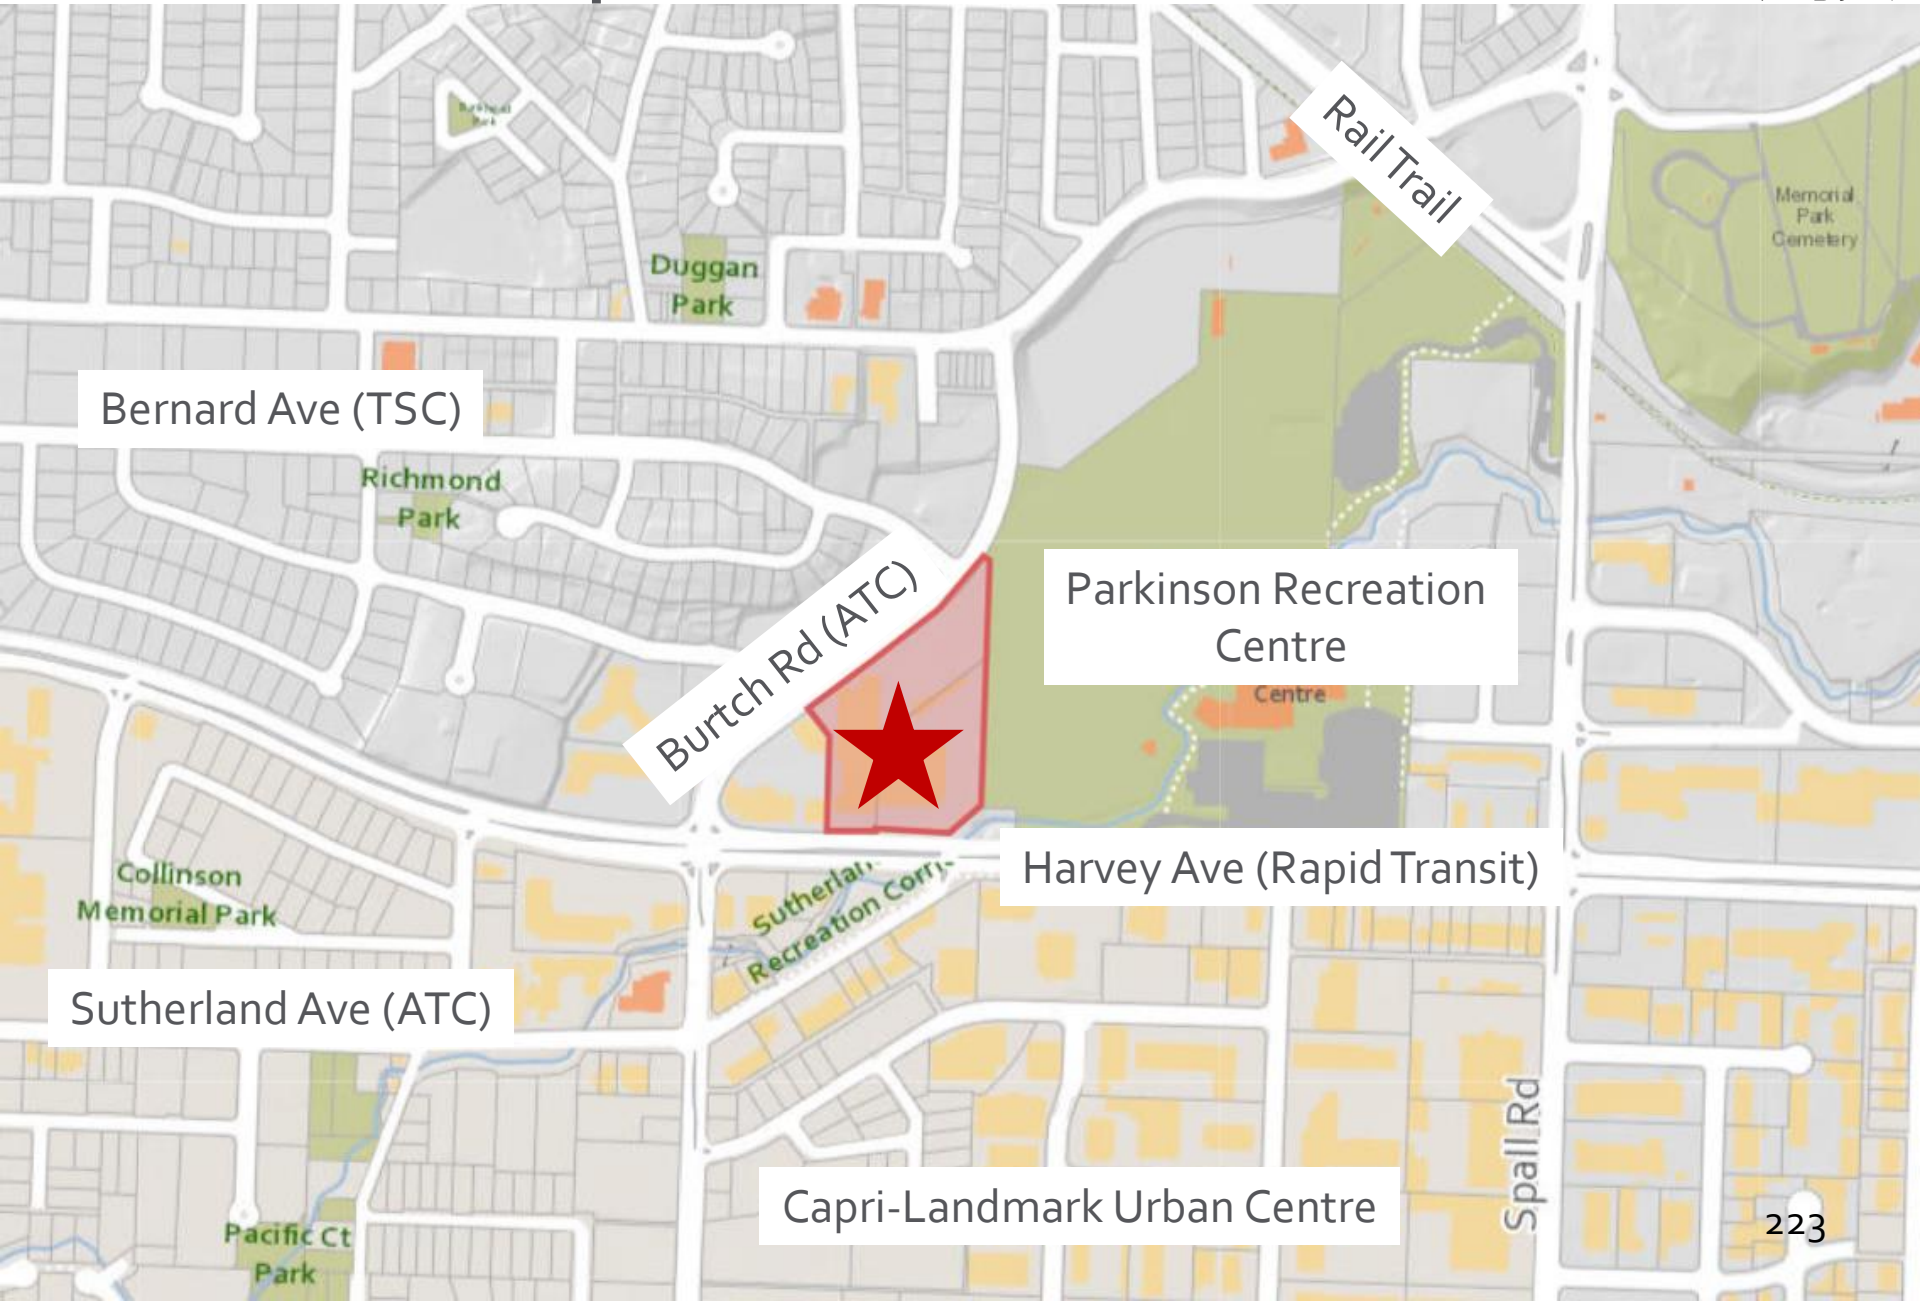 Rail Trail
Memorial
Park
Cemetery
Duggan
Park
Bernard Ave (TSC)
Richmond
Park
Burtch Rd (ATC)
Parkinson Recreation
Centre
Centre
Harvey Ave (Rapid Transit)
Collinson
Memorial Park
Recreation
Sutherland Ave (ATC)
Spall Rd
Capri-Landmark Urban Centre
Pacific Ct
Park
223